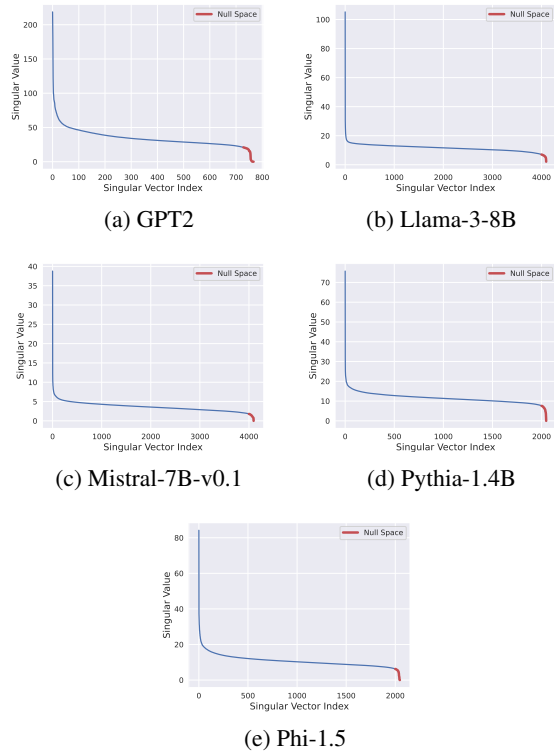 Null Space
200
150
100
50
0
Singular Value
0 100 200 300 400 500 600 700 800
Singular Vector Index
(a) GPT2
Null Space
100
80
60
40
20
0
Singular Value
0 1000 2000 3000 4000
Singular Vector Index
(b) Llama-3-8B
Null Space
40
35
30
25
20
15
10
5
0
Singular Value
0 1000 2000 3000 4000
Singular Vector Index
(c) Mistral-7B-v0.1
Null Space
70
60
50
40
30
20
10
0
Singular Value
0 500 1000 1500 2000
Singular Vector Index
(d) Pythia-1.4B
Null Space
80
60
40
20
0
Singular Value
0 500 1000 1500 2000
Singular Vector Index
(e) Phi-1.5